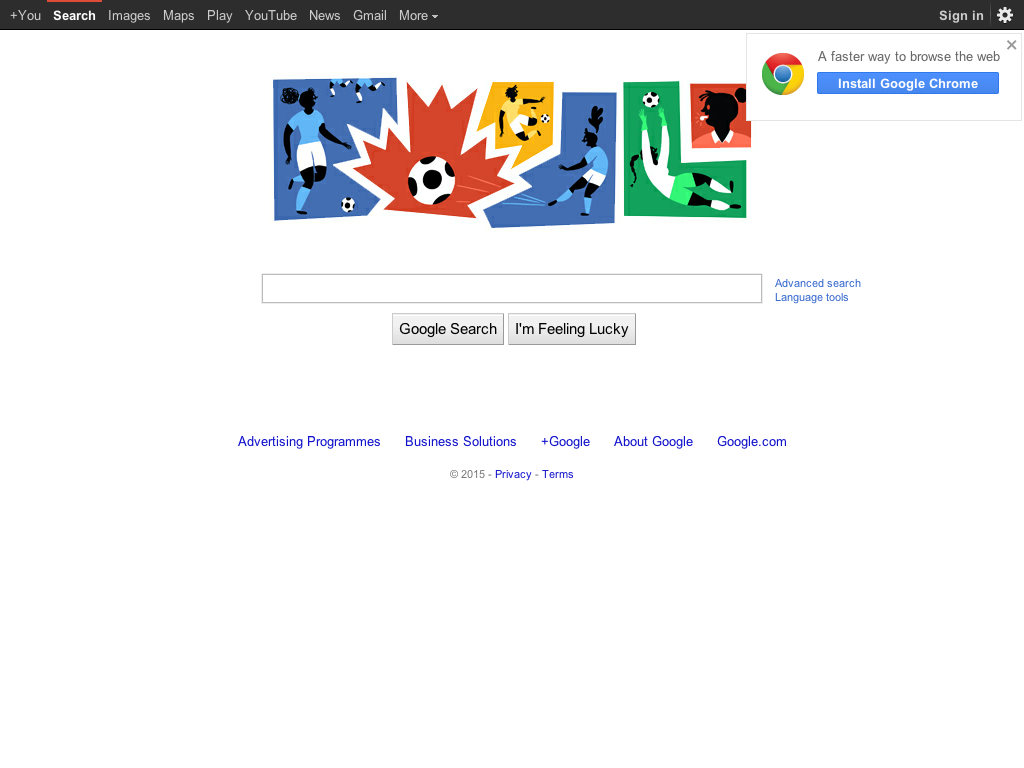 +You Search Images Maps Play YouTube News Gmail More Sign in
A faster way to browse the web
Install Google Chrome
Advanced search
Language tools
Google Search I'm Feeling Lucky
Advertising Programmes Business Solutions +Google About Google Google.com
© 2015 - Privacy - Terms